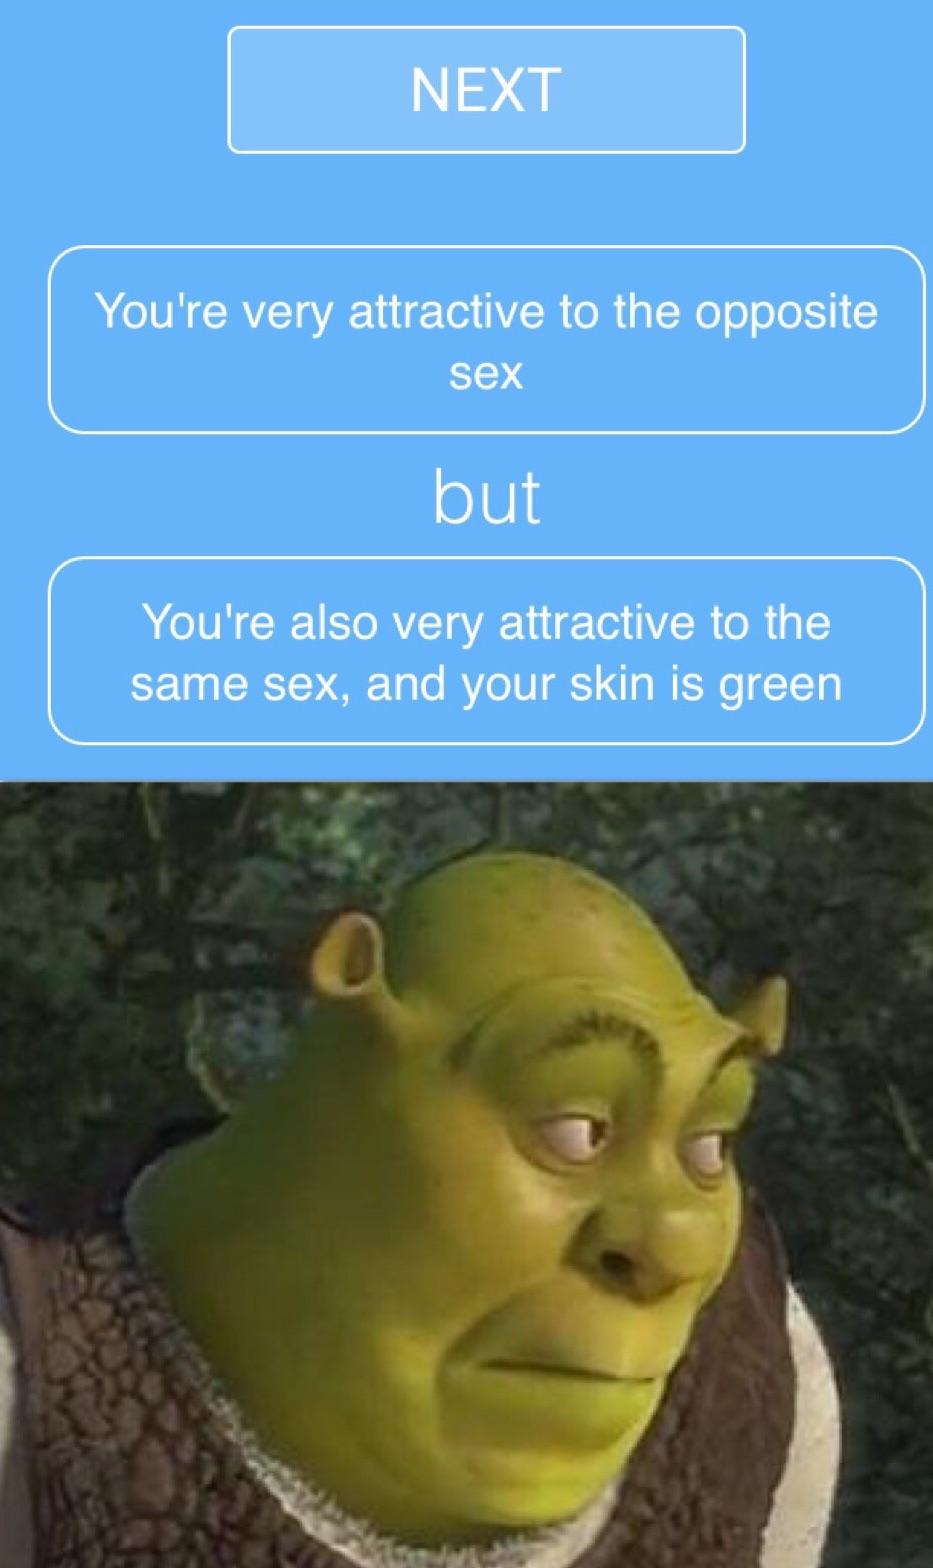 NEXT
You're very attractive to the opposite
sex
but
You're also very attractive to the
same sex, and your skin is green